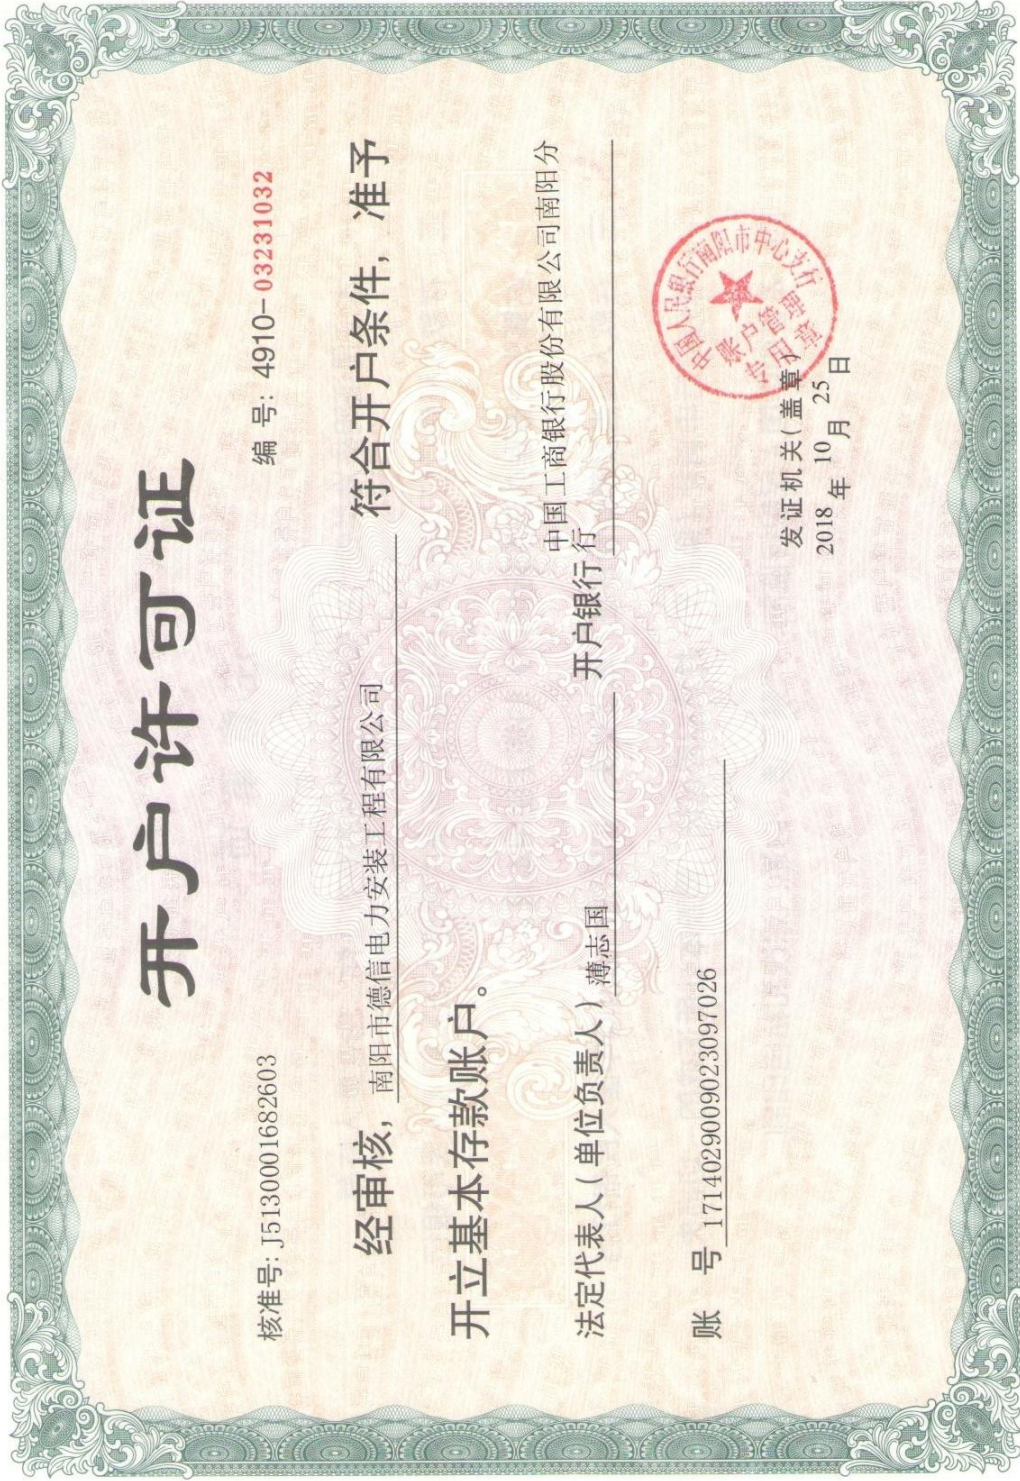 开户许可证
核准号: J5130001682603
编 号: 4910-03231032
经审核, 南阳市德信电力安装工程有限公司 符合开户条件, 准予
开立基本存款账户。
法定代表人(单位负责人) 薄志国 开户银行 中国工商银行股份有限公司南阳分
行
账 号 1714029009023097026
发证机关(盖章)
2018 年 10 月 25 日
中国人民银行南阳市中心支行
账户管理
专用章